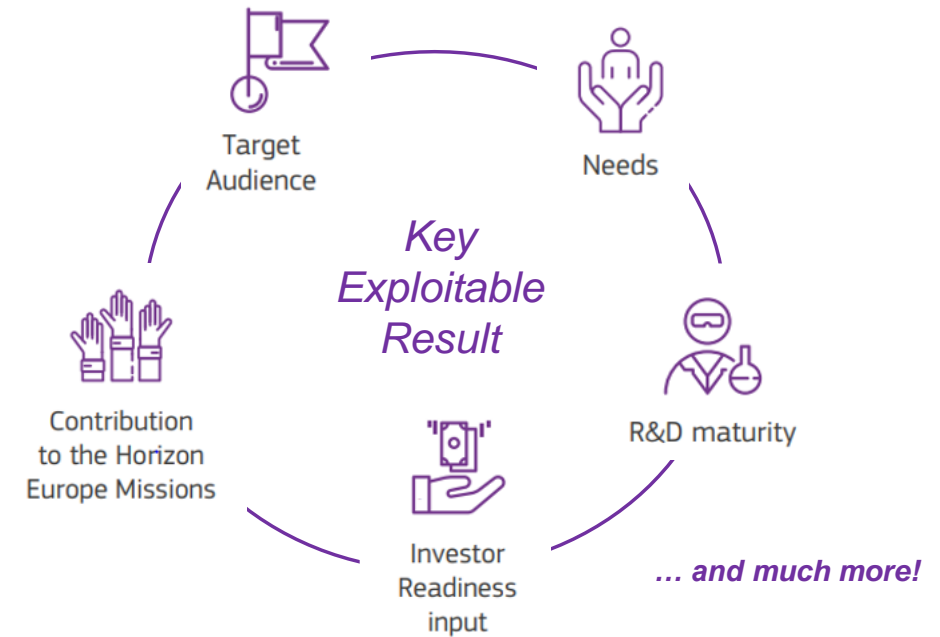 Target
Audience
Needs
Key
Exploitable
Result
Contribution
to the Horizon
Europe Missions
R&D maturity
Investor
Readiness
input
... and much more!